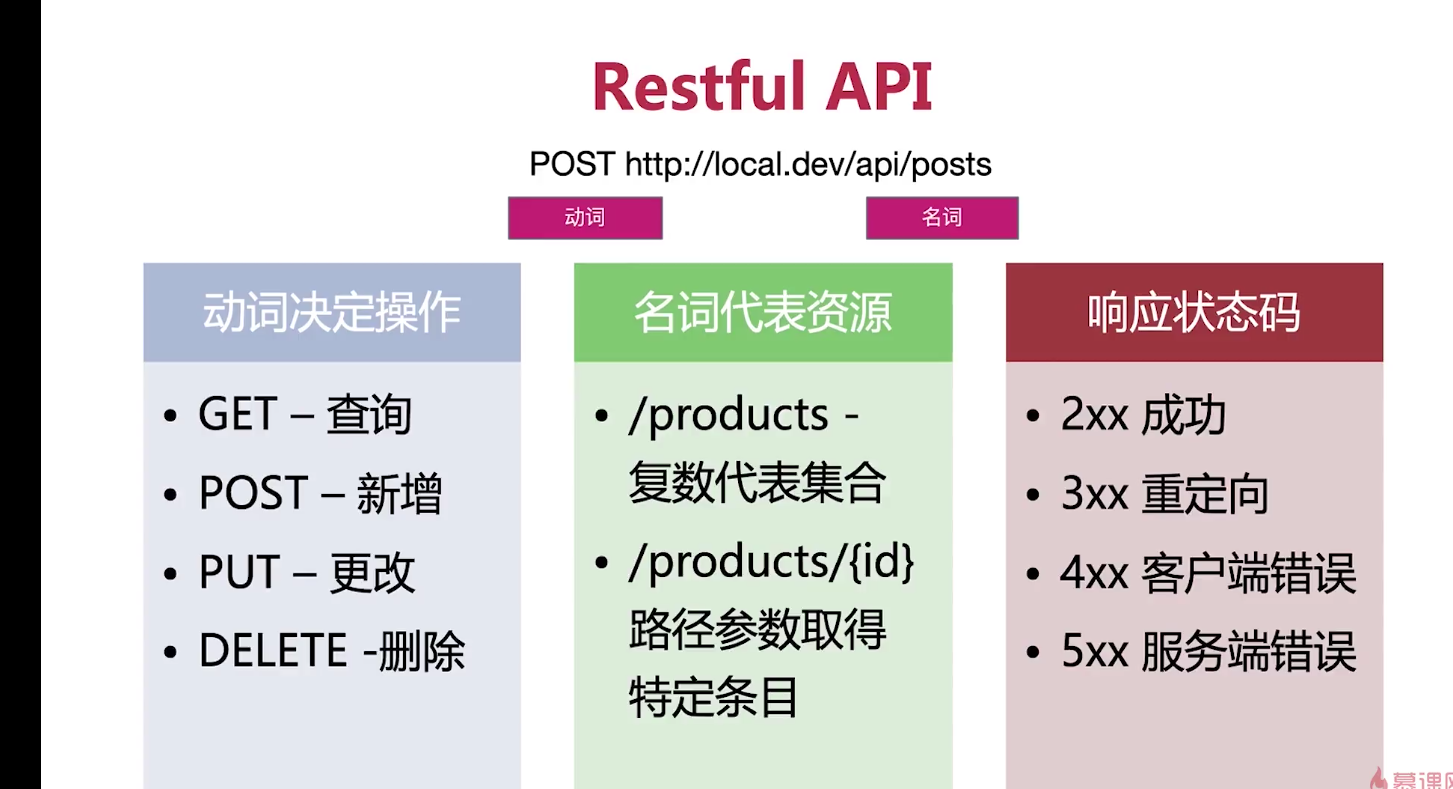 Restful API
POST http://local.dev/api/posts
动词
名词
动词决定操作
• GET – 查询
• POST – 新增
• PUT – 更改
• DELETE -删除
名词代表资源
• /products -
复数代表集合
• /products/{id}
路径参数取得
特定条目
响应状态码
• 2xx 成功
• 3xx 重定向
• 4xx 客户端错误
• 5xx 服务端错误
慕课网